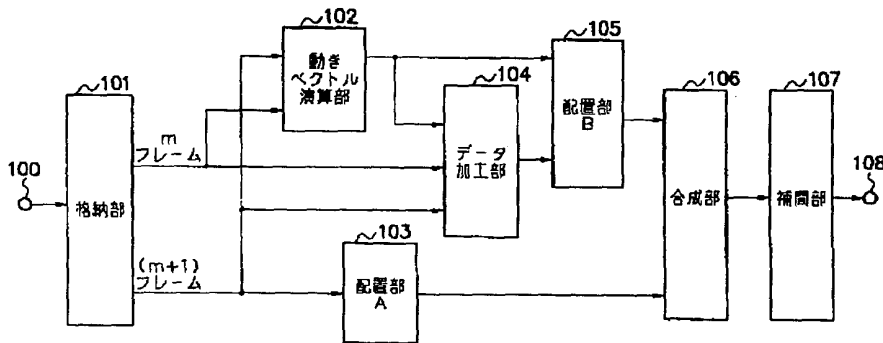 100
101
格納部
m
フレーム
(m+1)
フレーム
102
動き
ベクトル
演算部
103
配置部
A
104
データ
加工部
105
配置部
B
106
合成部
107
補間部
108